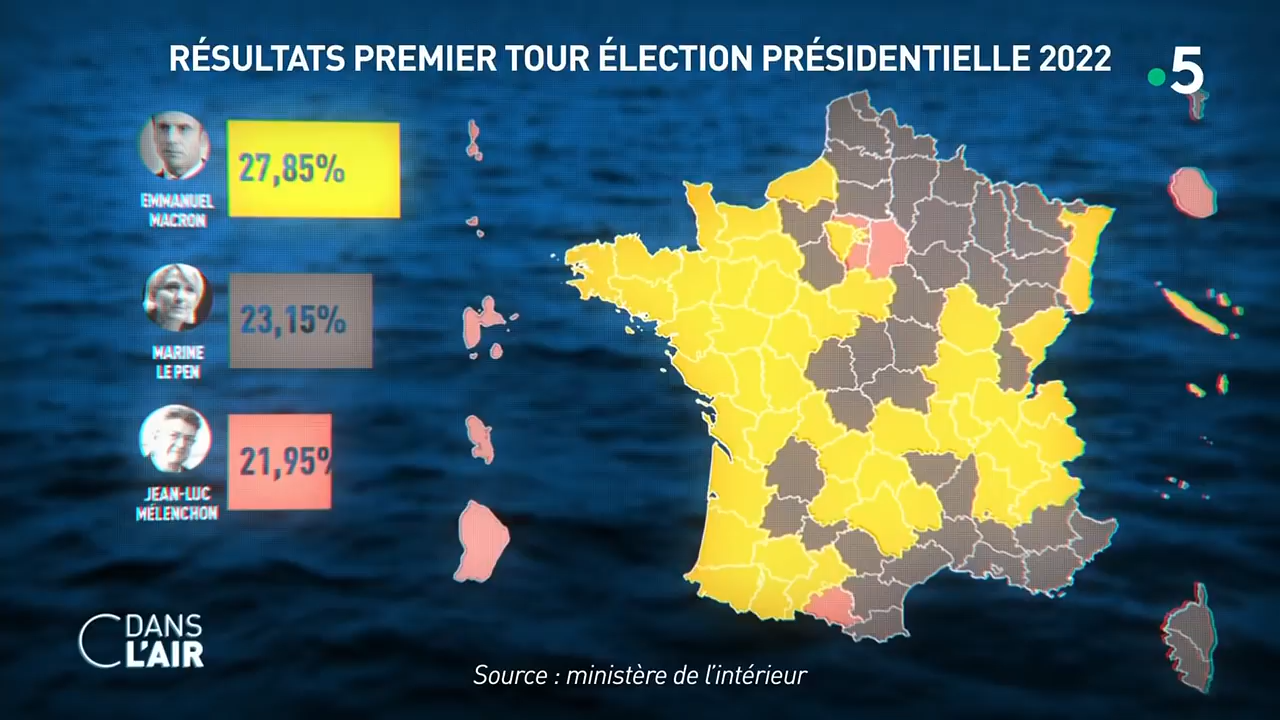 RÉSULTATS PREMIER TOUR ÉLECTION PRÉSIDENTIELLE 2022
5
27,85%
EMMANUEL
MACRON
23,15%
MARINE
LE PEN
21,95%
JEAN-LUC
MÉLENCHON
C DANS
L'AIR
Source : ministère de l'intérieur